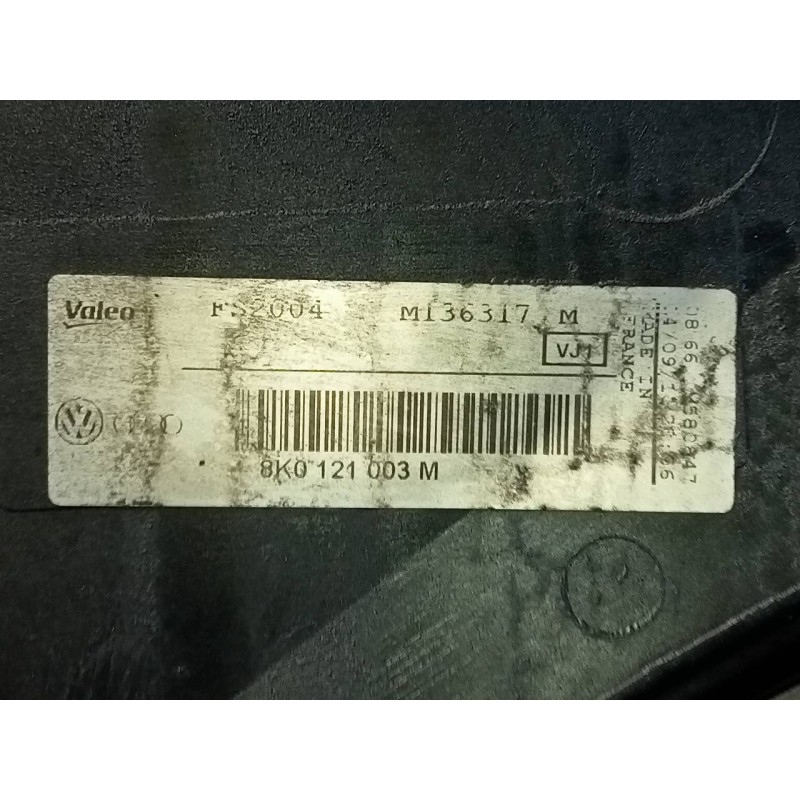 Valeo FS2004 M136317 M
VJ1
8K0 121 003 M
MADE IN
FRANCE